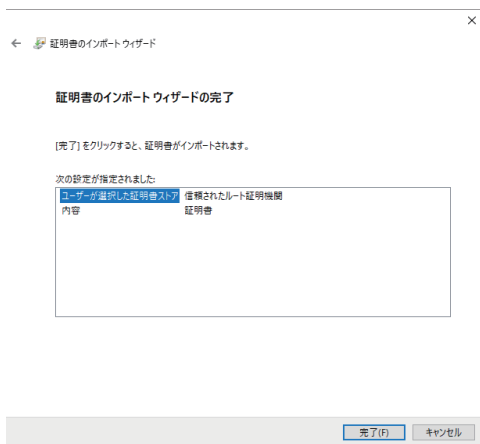 証明書のインポート ウィザード
証明書のインポート ウィザードの完了
[完了] をクリックすると、証明書がインポートされます。
次の設定が指定されました:
ユーザーが選択した証明書ストア 信頼されたルート証明機関
内容 証明書
完了(F) キャンセル